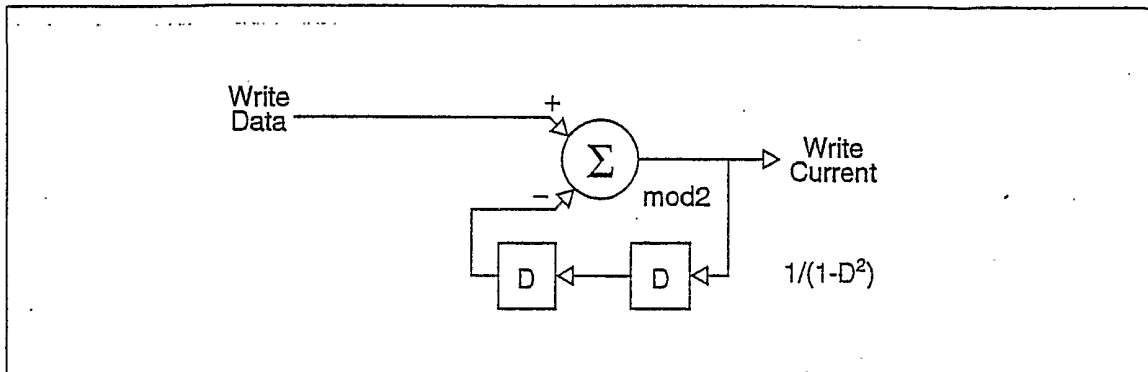 Write
Data
+
Σ
−
mod2
Write
Current
D
D
1/(1-D²)